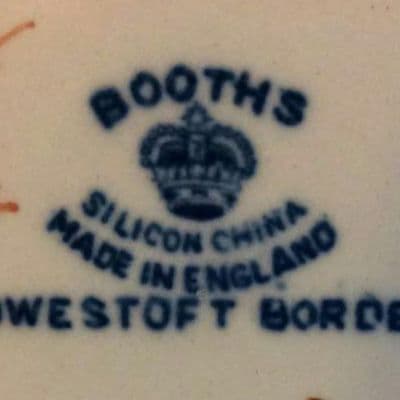 BOOTHS
SILICON CHINA
MADE IN ENGLAND
OWESTOFT BORDE